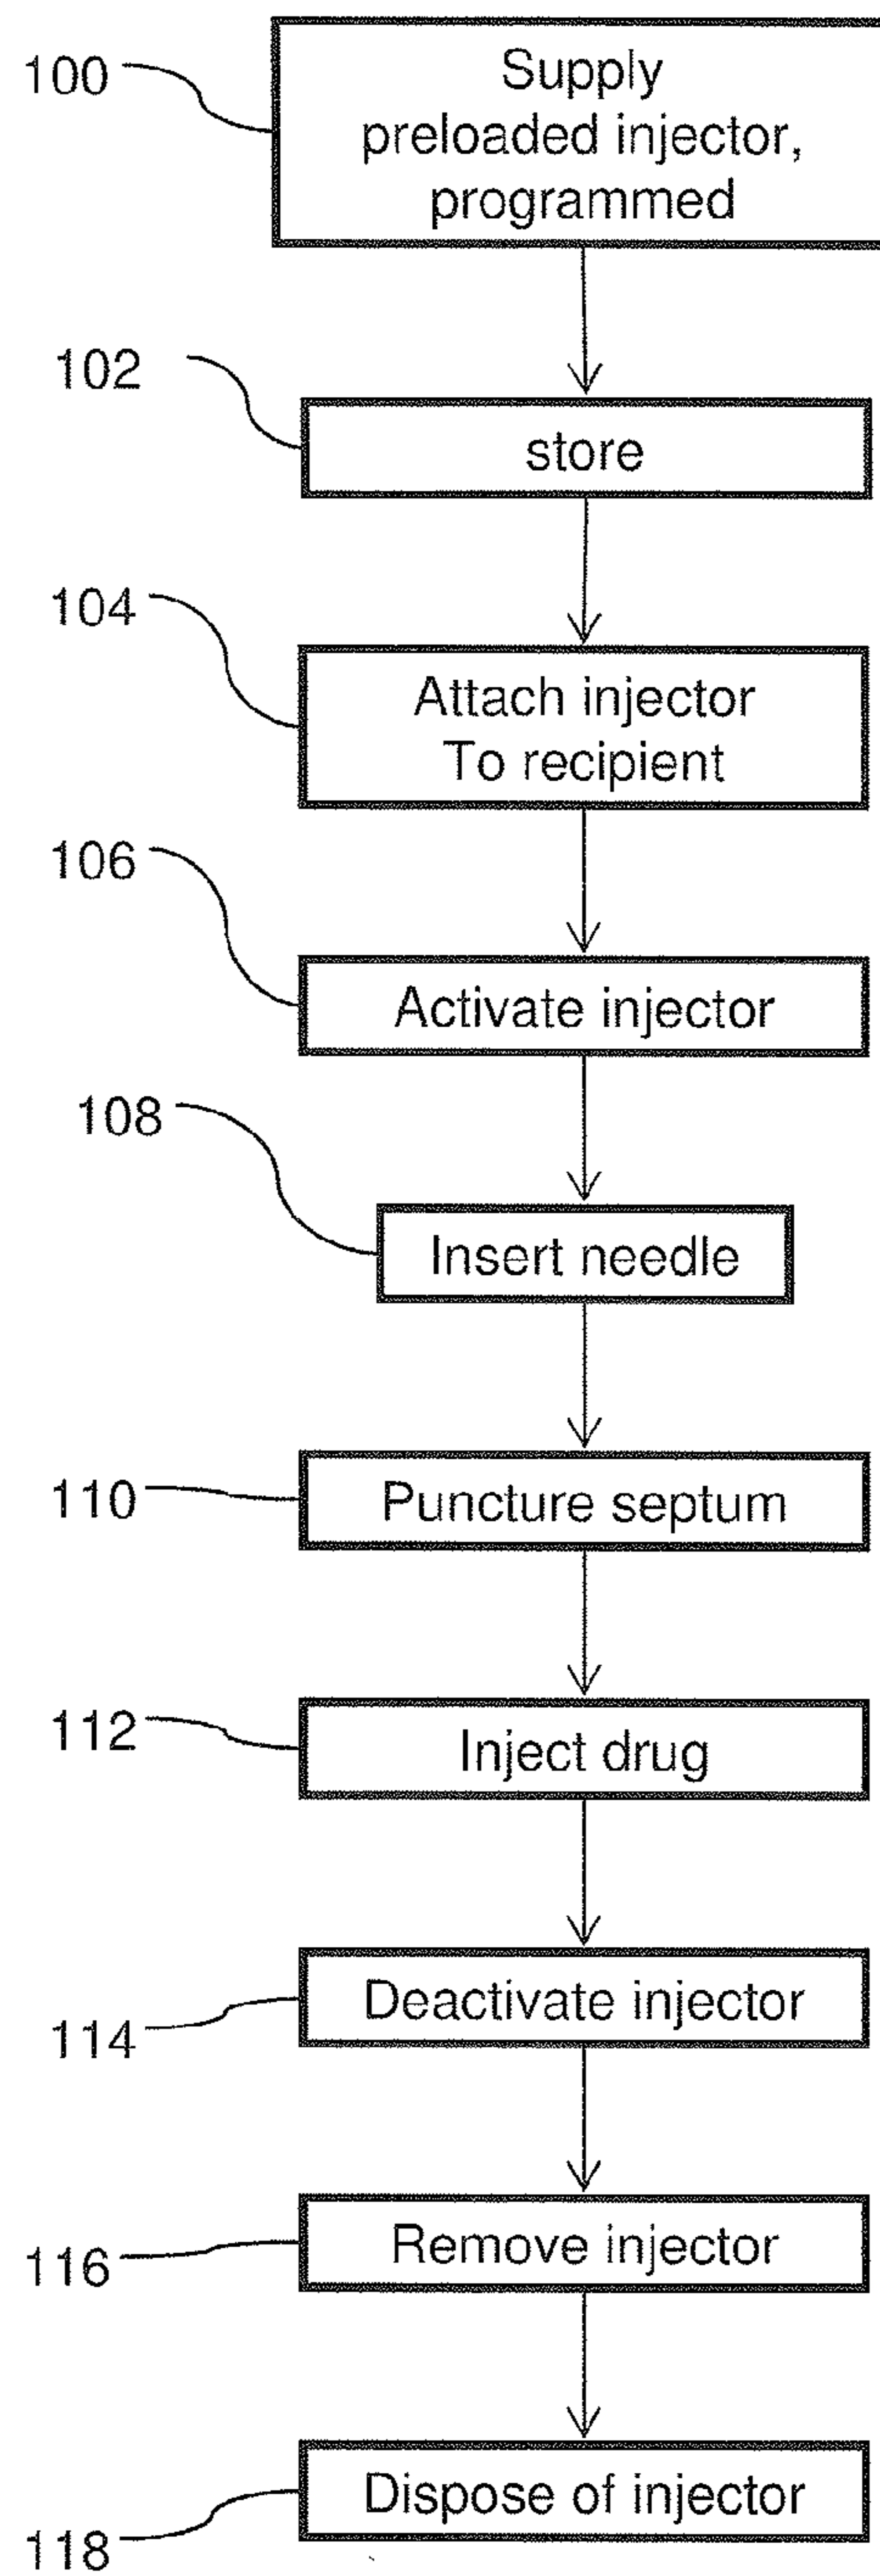 100
Supply
preloaded injector,
programmed
102
store
104
Attach injector
To recipient
106
Activate injector
108
Insert needle
110
Puncture septum
112
Inject drug
114
Deactivate injector
116
Remove injector
118
Dispose of injector